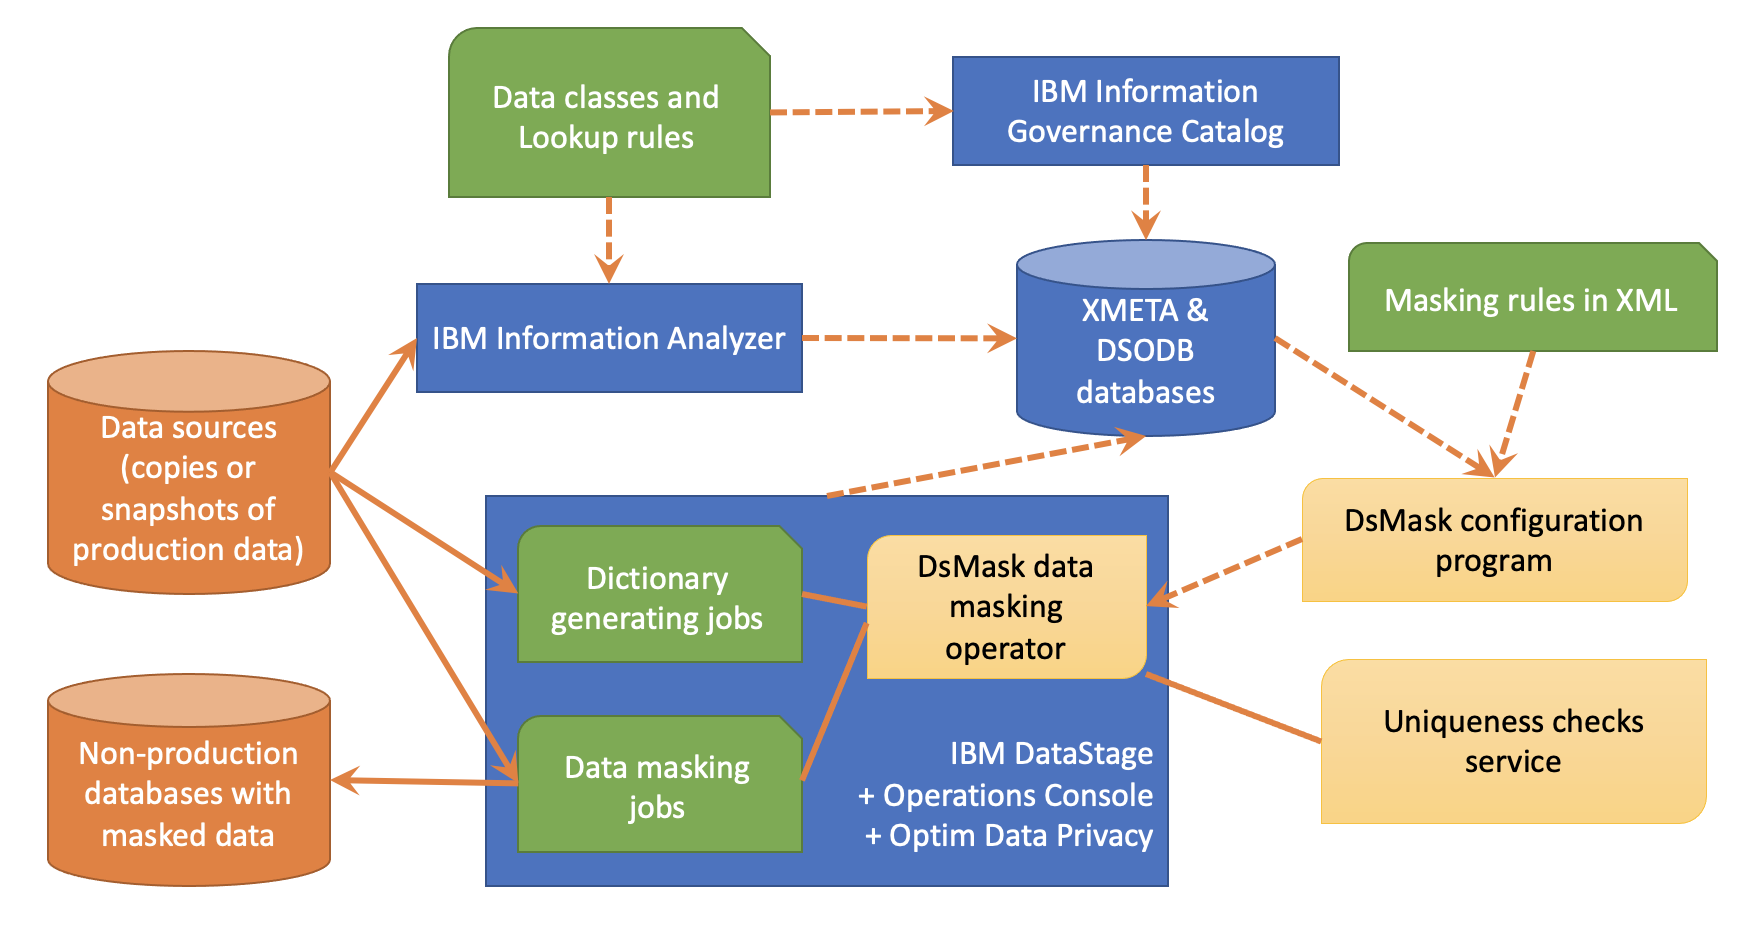 Data classes and
Lookup rules
IBM Information
Governance Catalog
IBM Information Analyzer
XMETA &
DSODB
databases
Masking rules in XML
Data sources
(copies or
snapshots of
production data)
Dictionary
generating jobs
DsMask data
masking
operator
DsMask configuration
program
Non-production
databases with
masked data
Data masking
jobs
IBM DataStage
+ Operations Console
+ Optim Data Privacy
Uniqueness checks
service